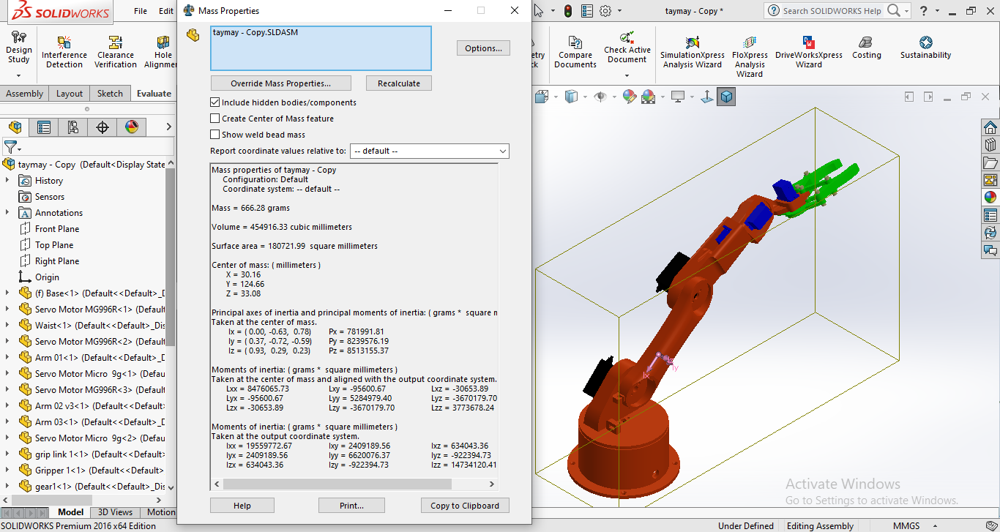 SOLIDWORKS
File Edit
Mass Properties
taymay - Copy *
Search SOLIDWORKS Help
Design Study
Interference Detection
Clearance Verification
Hole
Alignme
Compare Documents
Check Active Document
SimulationXpress Analysis Wizard
FloXpress Analysis Wizard
DriveWorksXpress Wizard
Costing
Sustainability
Assembly Layout Sketch Evaluate
taymay - Copy (Default<Display State
History
Sensors
Annotations
Front Plane
Top Plane
Right Plane
Origin
(f) Base<1> (Default<<Default>_D
Servo Motor MG996R<1> (Defaul
Waist<1> (Default<<Default>_Dis
Servo Motor MG996R<2> (Defaul
Arm 01<1> (Default<<Default>_D
Servo Motor Micro 9g<1> (Defau
Servo Motor MG996R<3> (Defaul
Arm 02 v3<1> (Default<<Default>
Arm 03<1> (Default<<Default>_D
Servo Motor Micro 9g<2> (Defau
grip link 1<1> (Default<<Default>
Gripper 1<1> (Default<<Default>
gear1<1> (Default<<Default>_Dis
Model 3D Views Motion
taymay - Copy.SLDASM
Options...
Override Mass Properties... Recalculate
Include hidden bodies/components
Create Center of Mass feature
Show weld bead mass
Report coordinate values relative to: -- default --
Mass properties of taymay - Copy
Configuration: Default
Coordinate system: -- default --
Mass = 666.28 grams
Volume = 454916.33 cubic millimeters
Surface area = 180721.99 square millimeters
Center of mass: ( millimeters )
X = 30.16
Y = 124.66
Z = 33.08
Principal axes of inertia and principal moments of inertia: ( grams * square n
Taken at the center of mass.
Ix = ( 0.00, -0.63, 0.78) Px = 781991.81
Iy = ( 0.37, -0.72, -0.59) Py = 8239576.19
Iz = ( 0.93, 0.29, 0.23) Pz = 8513155.37
Moments of inertia: ( grams * square millimeters )
Taken at the center of mass and aligned with the output coordinate system.
Lxx = 8476065.73 Lxy = -95600.67 Lxz = -30653.89
Lyx = -95600.67 Lyy = 5284979.40 Lyz = -3670179.70
Lzx = -30653.89 Lzy = -3670179.70 Lzz = 3773678.24
Moments of inertia: ( grams * square millimeters )
Taken at the output coordinate system.
Ixx = 19559772.67 Ixy = 2409189.56 Ixz = 634043.36
Iyx = 2409189.56 Iyy = 6620076.37 Iyz = -922394.73
Izx = 634043.36 Izy = -922394.73 Izz = 14734120.41
Help Print... Copy to Clipboard
Activate Windows
Go to Settings to activate Windows.
SOLIDWORKS Premium 2016 x64 Edition
Under Defined Editing Assembly MMGS